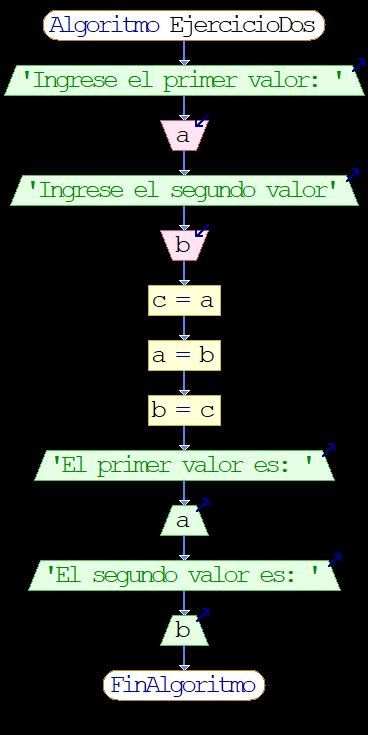 Algoritmo EjercicioDos
'Ingrese el primer valor: '
a
'Ingrese el segundo valor'
b
c = a
a = b
b = c
'El primer valor es: '
a
'El segundo valor es: '
b
FinAlgoritmo